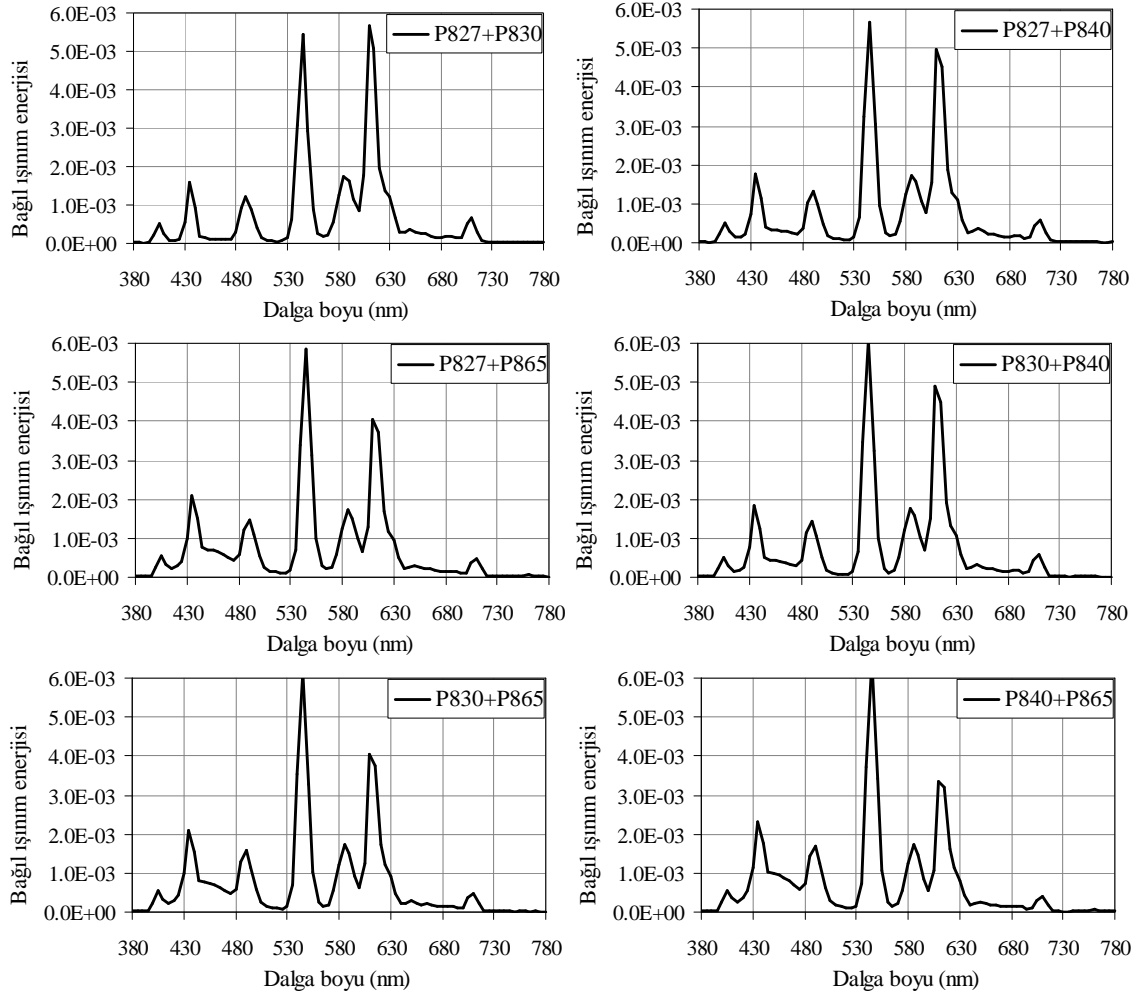 P827+P830
6.0E-03
5.0E-03
4.0E-03
3.0E-03
2.0E-03
1.0E-03
0.0E+00
Bağıl ışınım enerjisi
380 430 480 540 580 630 680 730 780
Dalga boyu (nm)
P827+P840
6.0E-03
5.0E-03
4.0E-03
3.0E-03
2.0E-03
1.0E-03
0.0E+00
Bağıl ışınım enerjisi
380 430 480 540 580 630 680 730 780
Dalga boyu (nm)
P827+P865
6.0E-03
5.0E-03
4.0E-03
3.0E-03
2.0E-03
1.0E-03
0.0E+00
Bağıl ışınım enerjisi
380 430 480 530 580 630 680 730 780
Dalga boyu (nm)
P830+P840
6.0E-03
5.0E-03
4.0E-03
3.0E-03
2.0E-03
1.0E-03
0.0E+00
Bağıl ışınım enerjisi
380 430 480 530 580 630 680 730 780
Dalga boyu (nm)
P830+P865
6.0E-03
5.0E-03
4.0E-03
3.0E-03
2.0E-03
1.0E-03
0.0E+00
Bağıl ışınım enerjisi
380 430 480 530 580 630 680 730 780
Dalga boyu (nm)
P840+P865
6.0E-03
5.0E-03
4.0E-03
3.0E-03
2.0E-03
1.0E-03
0.0E+00
Bağıl ışınım enerjisi
380 430 480 530 580 630 680 730 780
Dalga boyu (nm)